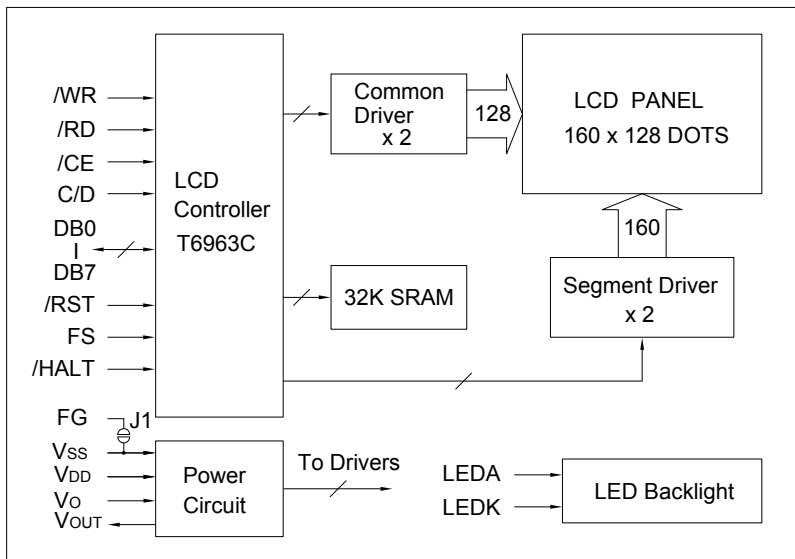 /WR
/RD
/CE
C/D
DB0
I
DB7
/RST
FS
/HALT
FG
J1
VSS
VDD
VO
VOUT
LCD
Controller
T6963C
Common
Driver
x 2
128
LCD PANEL
160 x 128 DOTS
160
32K SRAM
Segment Driver
x 2
Power
Circuit
To Drivers
LEDA
LEDK
LED Backlight